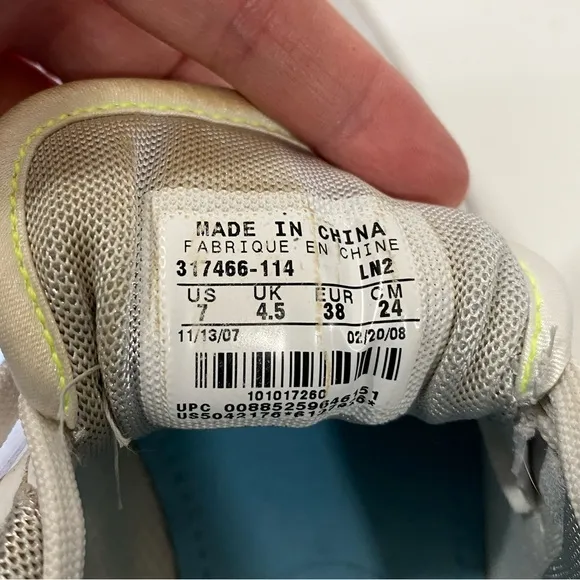 MADE IN CHINA
FABRIQUE EN CHINE
317466-114 LN2
US UK EUR CM
7 4.5 38 24
11/13/07 02/20/08
101017260
UPC